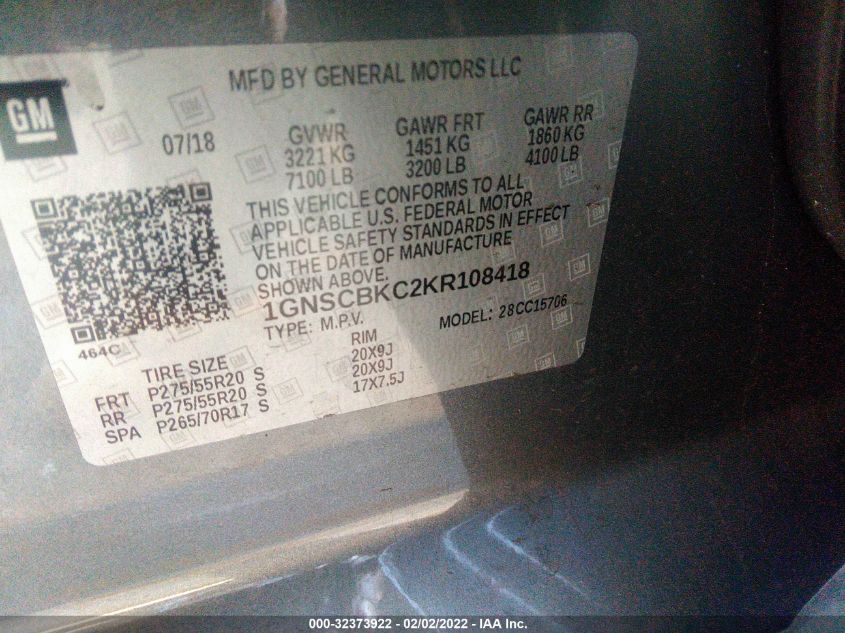 GM
MFD BY GENERAL MOTORS LLC
07/18
GVWR
3221 KG
7100 LB
GAWR FRT
1451 KG
3200 LB
GAWR RR
1860 KG
4100 LB
THIS VEHICLE CONFORMS TO ALL
APPLICABLE U.S. FEDERAL MOTOR
VEHICLE SAFETY STANDARDS IN EFFECT
ON THE DATE OF MANUFACTURE
SHOWN ABOVE.
1GNSCBKC2KR108418
TYPE: M.P.V.
MODEL: 28CC15706
464C
TIRE SIZE
RIM
FRT P275/55R20 S 20X9J
RR P275/55R20 S 20X9J
SPA P265/70R17 S 17X7.5J
000-32373922 - 02/02/2022 - IAA Inc.